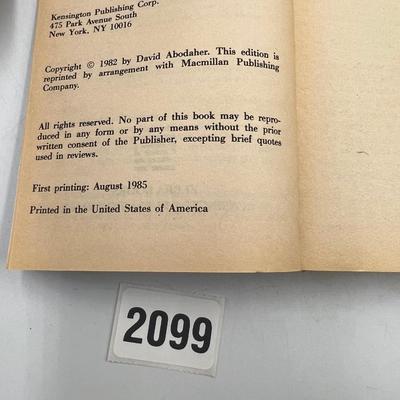 Kensington Publishing Corp.
475 Park Avenue South
New York, NY 10016
Copyright © 1982 by David Abodaher. This edition is
reprinted by arrangement with Macmillan Publishing
Company.
All rights reserved. No part of this book may be repro-
duced in any form or by any means without the prior
written consent of the Publisher, excepting brief quotes
used in reviews.
First printing: August 1985
Printed in the United States of America
2099